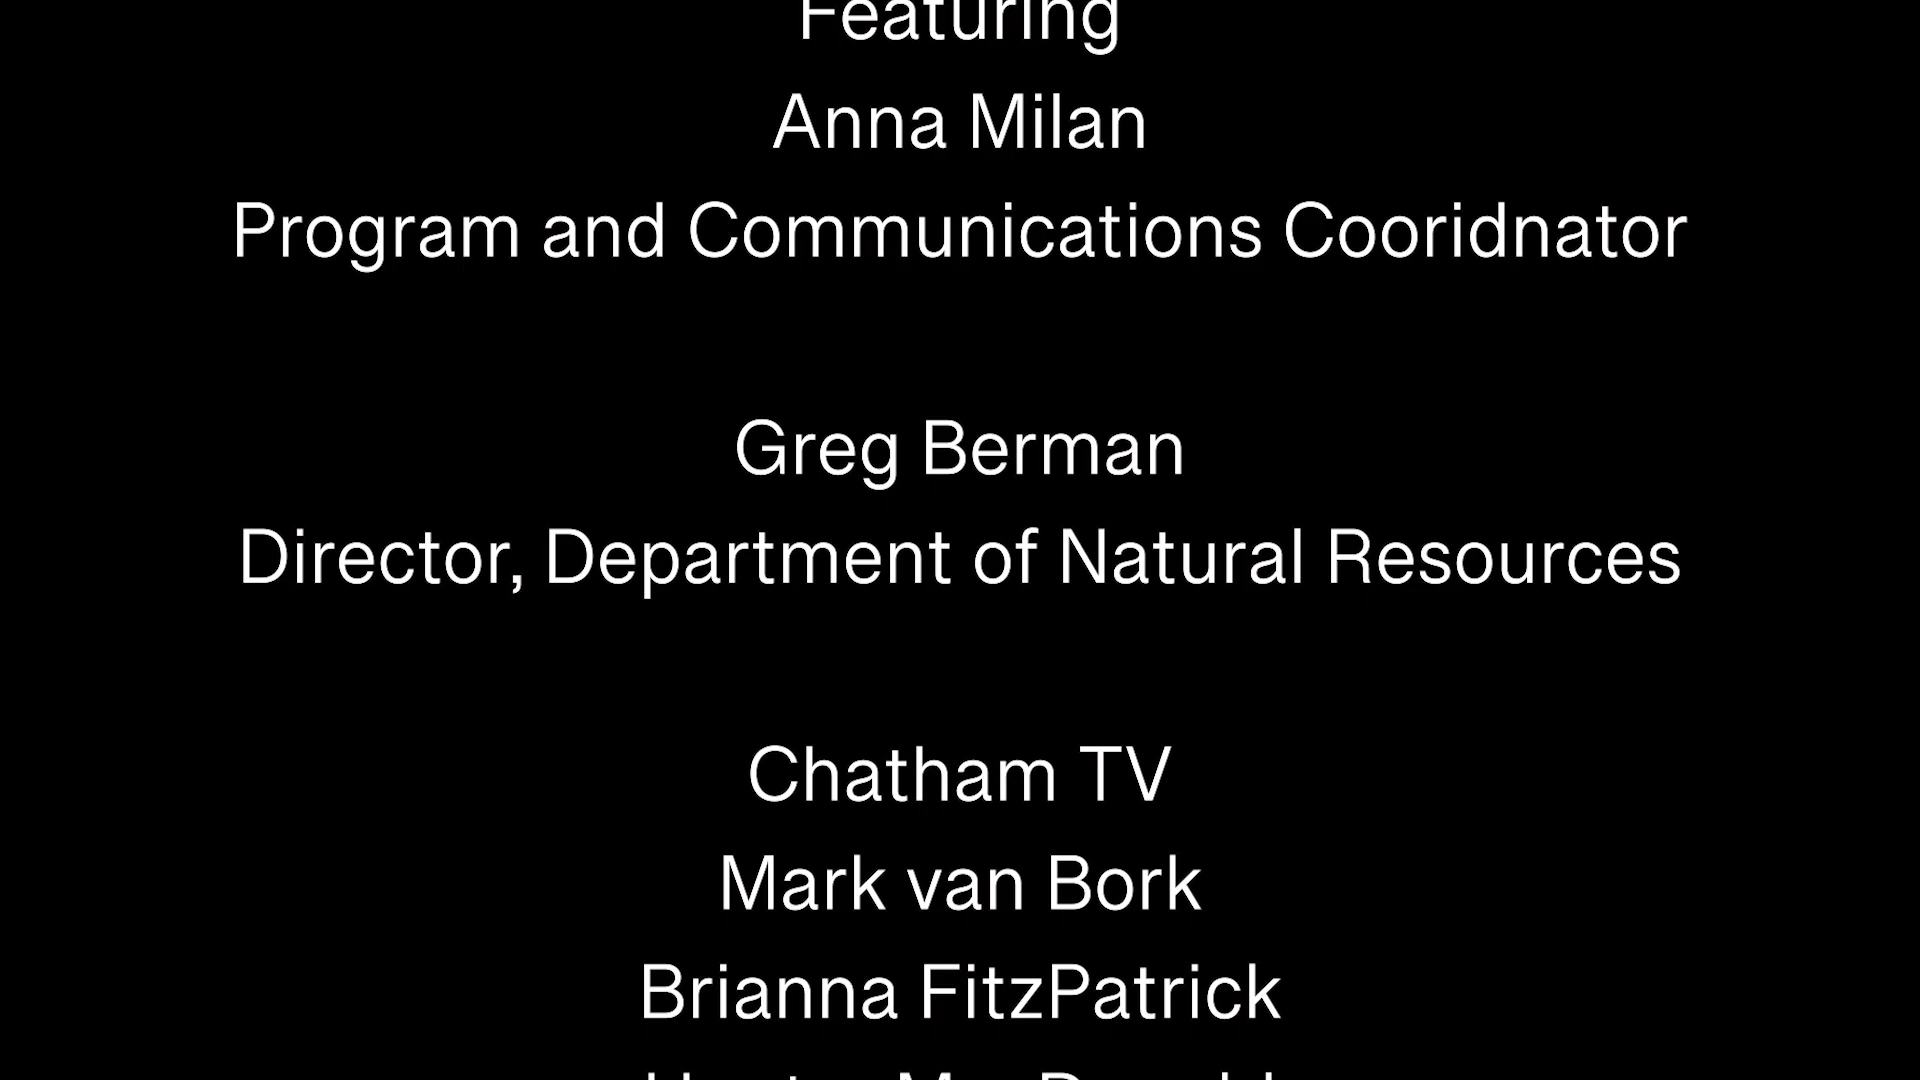 Featuring
Anna Milan
Program and Communications Cooridnator
Greg Berman
Director, Department of Natural Resources
Chatham TV
Mark van Bork
Brianna FitzPatrick